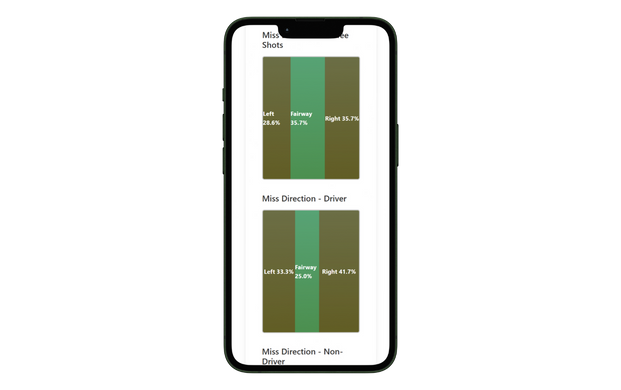 Miss ee
Shots
Left
28.6%
Fairway
35.7%
Right 35.7%
Miss Direction - Driver
Left 33.3%
Fairway
25.0%
Right 41.7%
Miss Direction - Non-
Driver